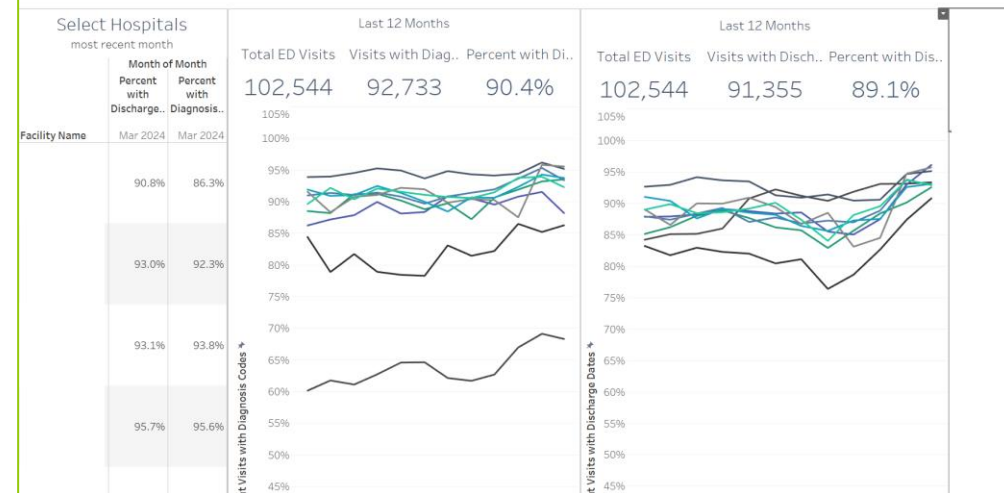 Select Hospitals
most recent month
Month of Month
Percent with Discharge.. Percent with Diagnosis..
Facility Name Mar 2024 Mar 2024
90.8% 86.3%
93.0% 92.3%
93.1% 93.8%
95.7% 95.6%
Last 12 Months
Total ED Visits Visits with Diag.. Percent with Di..
102,544 92,733 90.4%
105%
100%
95%
90%
85%
80%
75%
70%
65%
60%
55%
50%
45%
t Visits with Diagnosis Codes
Last 12 Months
Total ED Visits Visits with Disch.. Percent with Dis..
102,544 91,355 89.1%
105%
100%
95%
90%
85%
80%
75%
70%
65%
60%
55%
50%
45%
t Visits with Discharge Dates